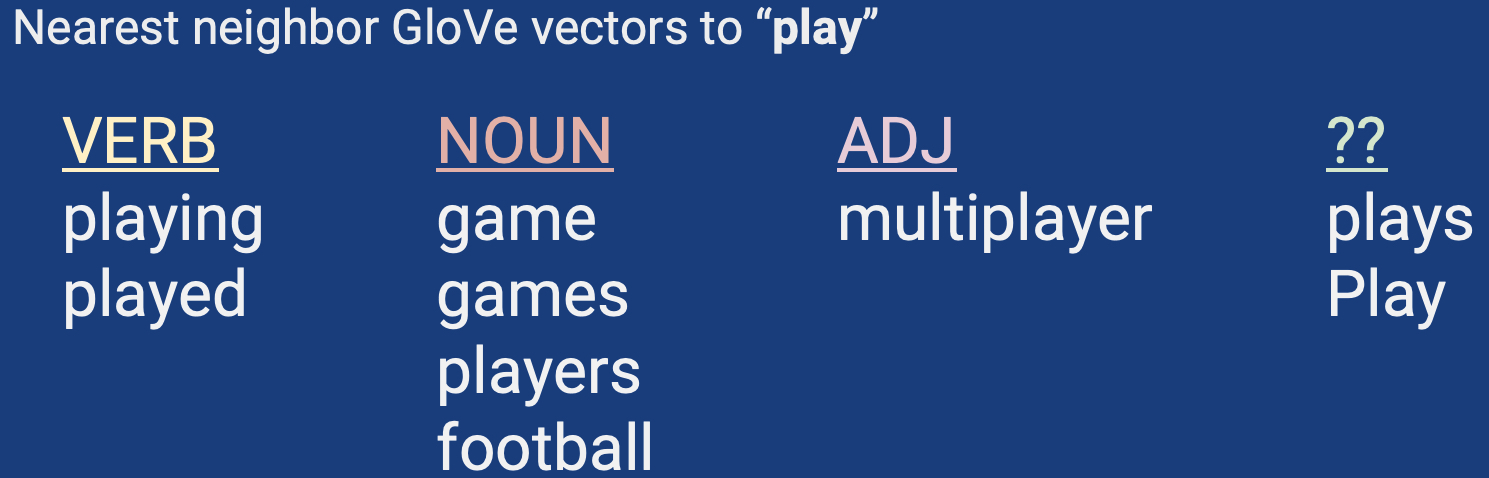 Nearest neighbor GloVe vectors to “play”
VERB NOUN ADJ ??
playing game multiplayer plays
played games Play
players
football